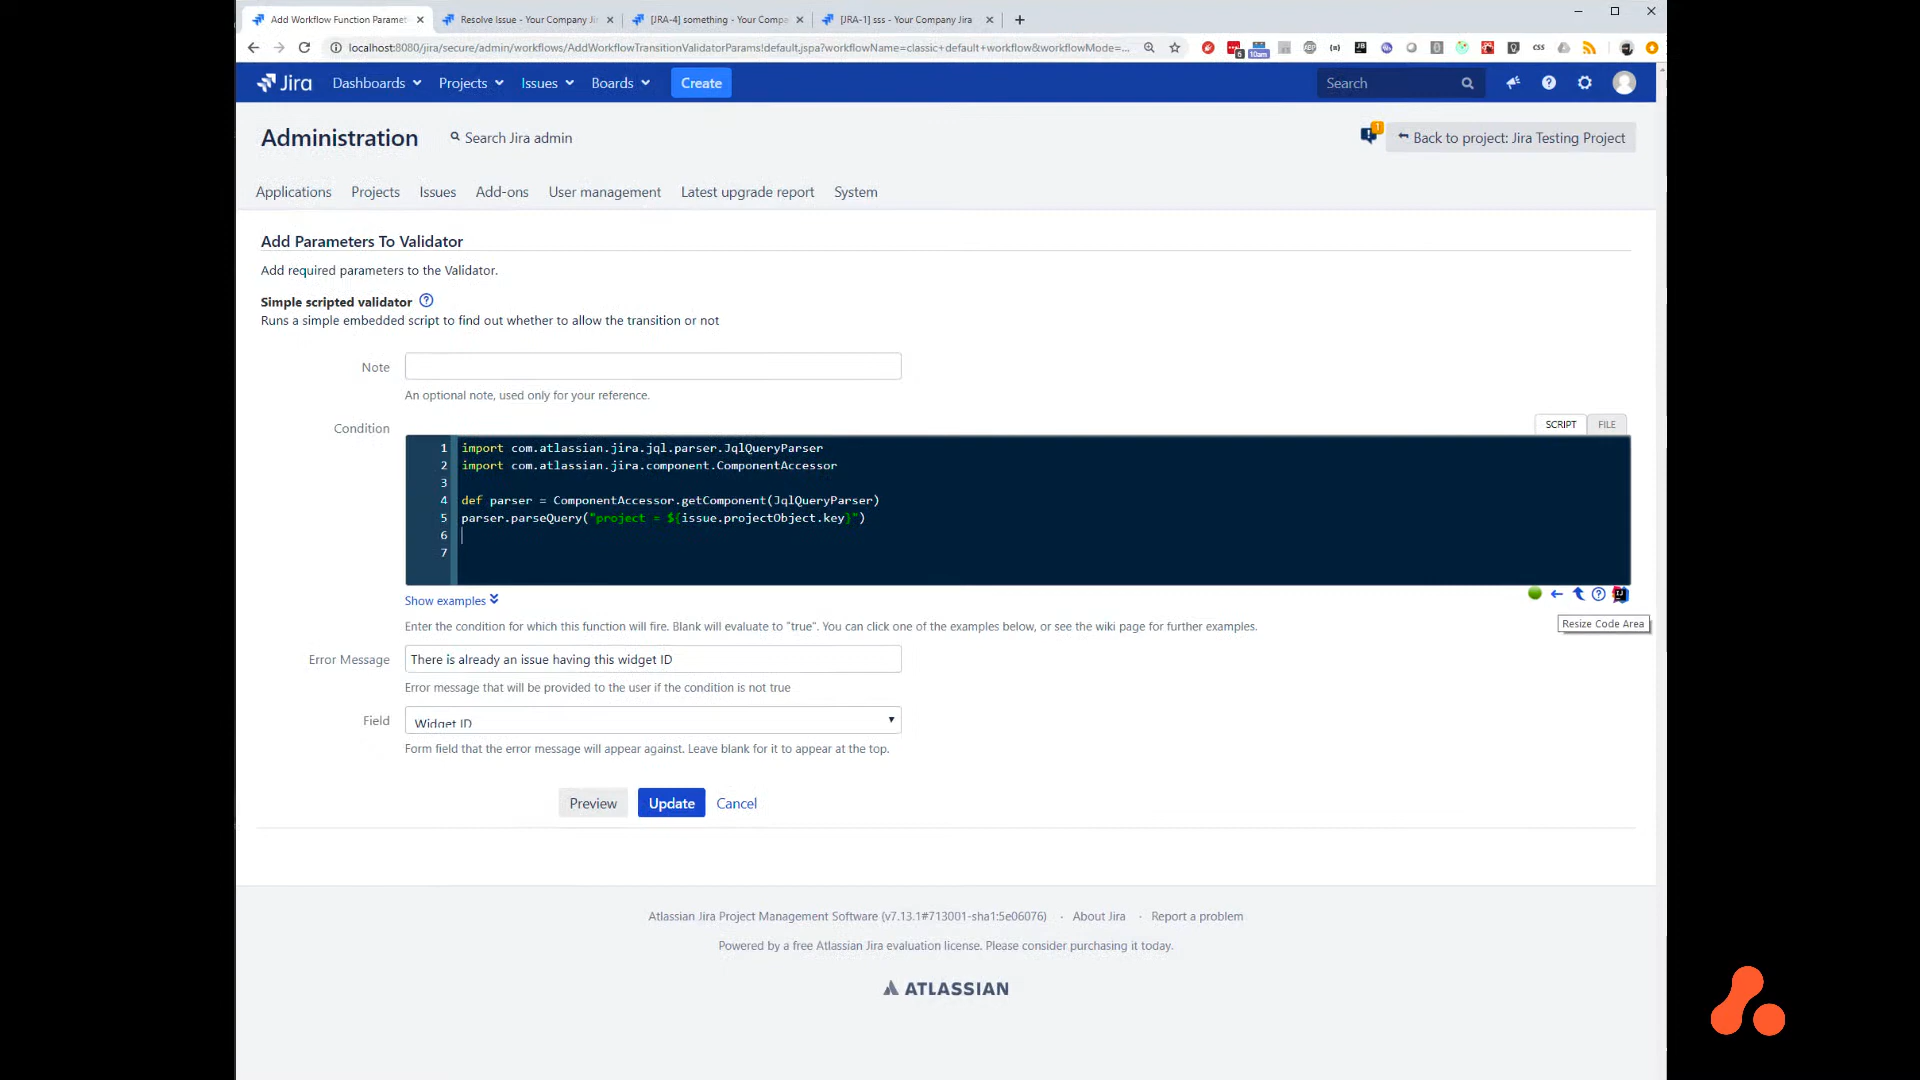 Add Workflow Function Paramet
Resolve Issue - Your Company Jir
[JRA-4] something - Your Compa
[JRA-1] sss - Your Company Jira
localhost:8080/jira/secure/admin/workflows/AddWorkflowTransitionValidatorParams!default.jspa?workflowName=classic+default+workflow&workflowMode=...
6
10am
CSS
Jira
Dashboards
Projects
Issues
Boards
Create
Search
Administration
Search Jira admin
1
Back to project: Jira Testing Project
Applications
Projects
Issues
Add-ons
User management
Latest upgrade report
System
Add Parameters To Validator
Add required parameters to the Validator.
Simple scripted validator
Runs a simple embedded script to find out whether to allow the transition or not
Note
An optional note, used only for your reference.
Condition
SCRIPT
FILE
1 import com.atlassian.jira.jql.parser.JqlQueryParser
2 import com.atlassian.jira.component.ComponentAccessor
3
4 def parser = ComponentAccessor.getComponent(JqlQueryParser)
5 parser.parseQuery("project = ${issue.projectObject.key}")
6
7
Show examples
Resize Code Area
Enter the condition for which this function will fire. Blank will evaluate to "true". You can click one of the examples below, or see the wiki page for further examples.
Error Message
There is already an issue having this widget ID
Error message that will be provided to the user if the condition is not true
Field
Widget ID
Form field that the error message will appear against. Leave blank for it to appear at the top.
Preview
Update
Cancel
Atlassian Jira Project Management Software (v7.13.1#713001-sha1:5e06076) · About Jira · Report a problem
Powered by a free Atlassian Jira evaluation license. Please consider purchasing it today.
ATLASSIAN